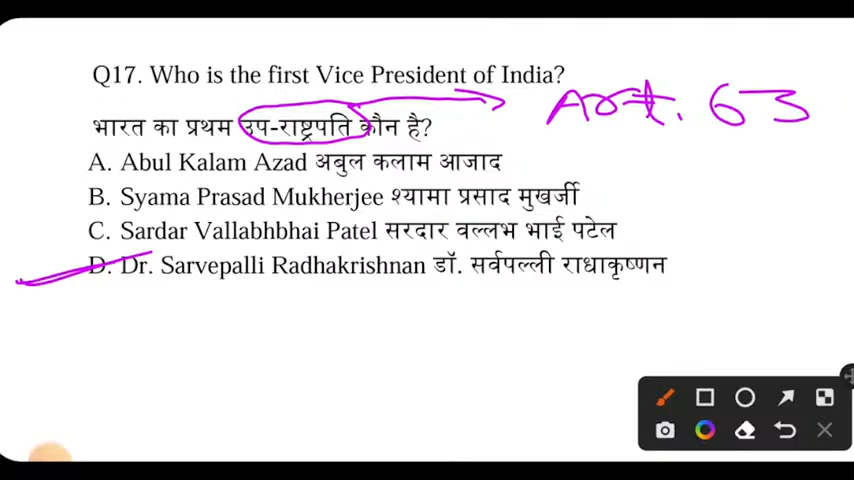 Q17. Who is the first Vice President of India?
Art. 63
भारत का प्रथम उप-राष्ट्रपति कौन है?
A. Abul Kalam Azad अबुल कलाम आजाद
B. Syama Prasad Mukherjee श्यामा प्रसाद मुखर्जी
C. Sardar Vallabhbhai Patel सरदार वल्लभ भाई पटेल
D. Dr. Sarvepalli Radhakrishnan डॉ. सर्वपल्ली राधाकृष्णन